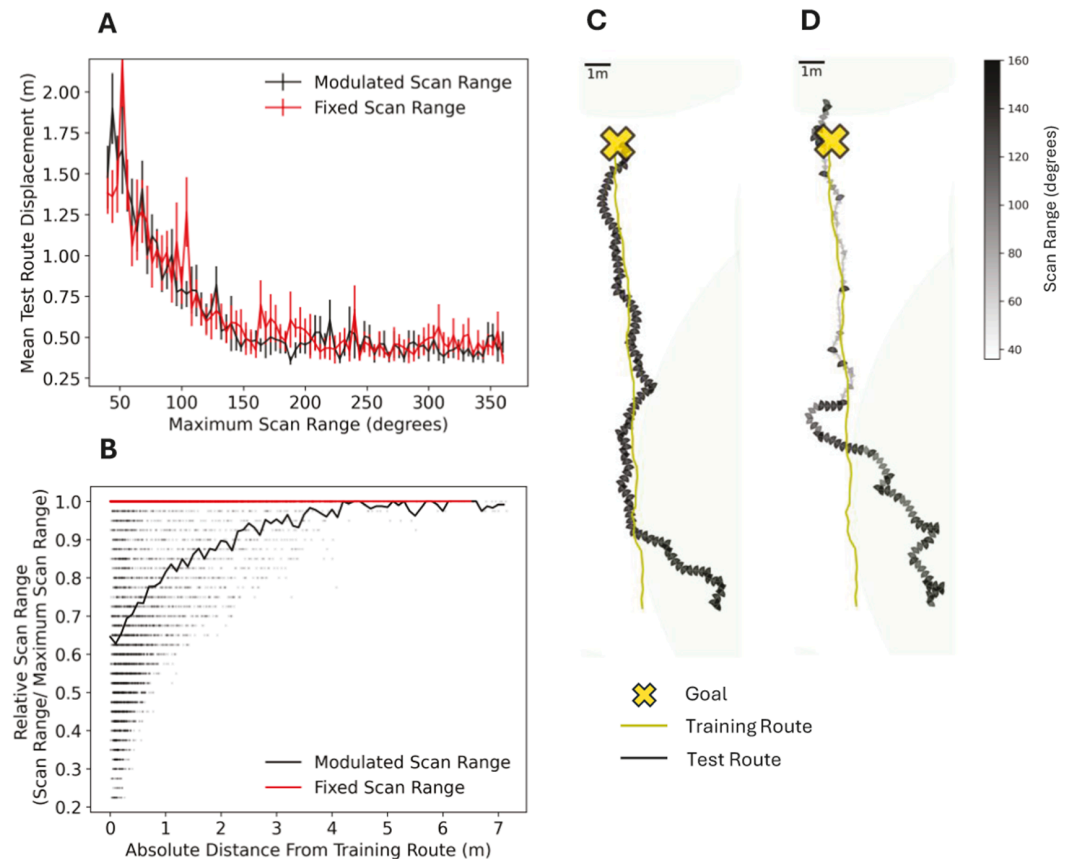 A
Mean Test Route Displacement (m)
2.00
1.75
1.50
1.25
1.00
0.75
0.50
0.25
Modulated Scan Range
Fixed Scan Range
50
100
150
200
250
300
350
Maximum Scan Range (degrees)
B
Relative Scan Range
(Scan Range/ Maximum Scan Range)
1.0
0.9
0.8
0.7
0.6
0.5
0.4
0.3
0.2
Modulated Scan Range
Fixed Scan Range
0
1
2
3
4
5
6
7
Absolute Distance From Training Route (m)
C
1m
D
1m
160
140
120
100
80
60
40
Scan Range (degrees)
Goal
Training Route
Test Route